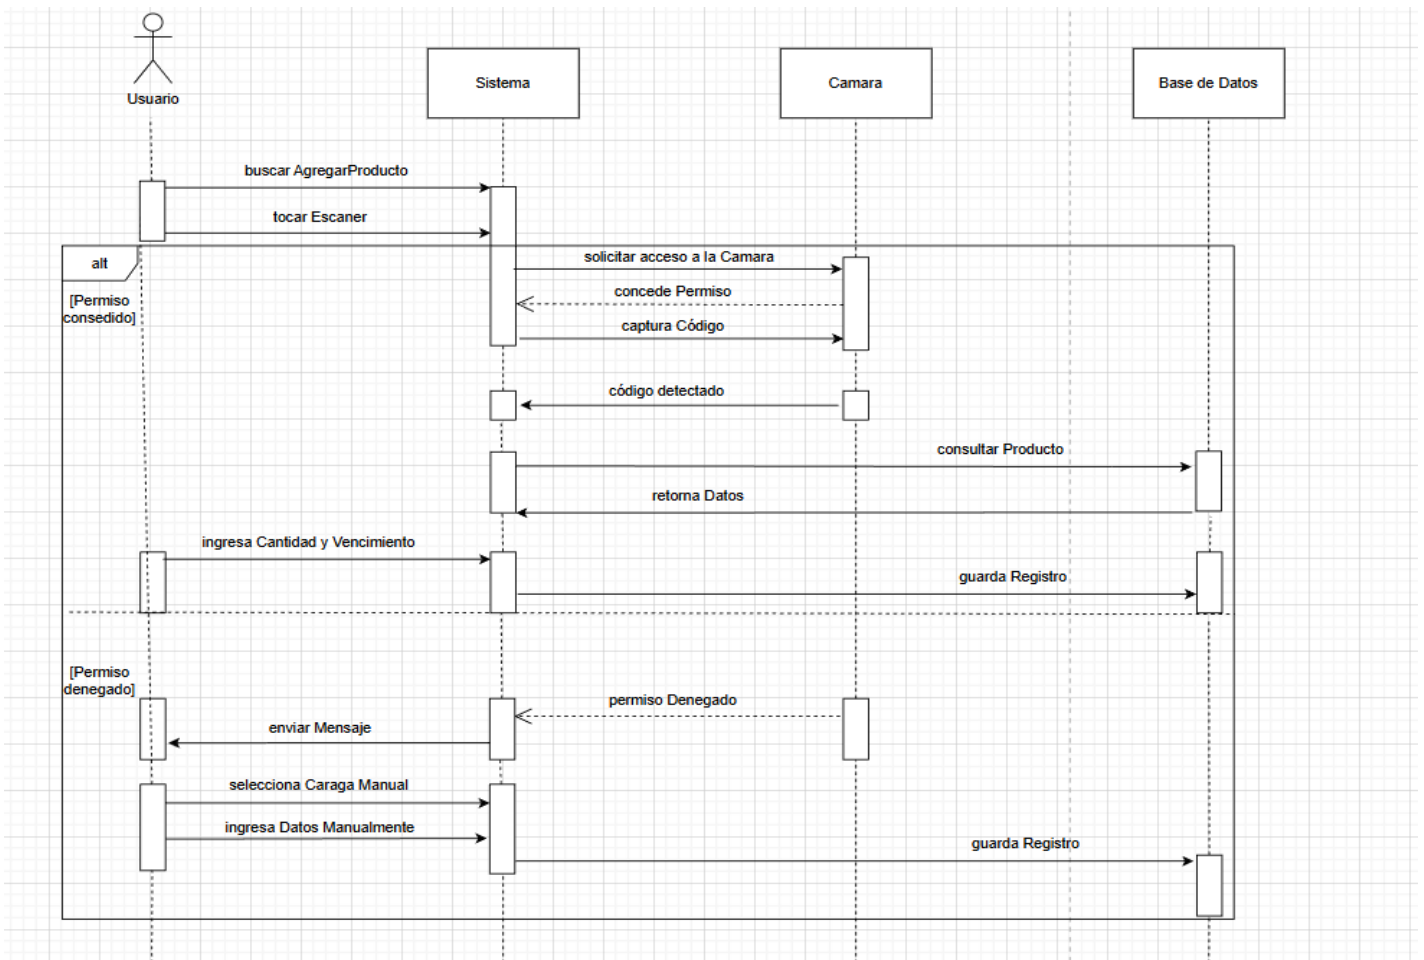 Usuario
Sistema
Camara
Base de Datos
buscar AgregarProducto
tocar Escaner
alt
solicitar acceso a la Camara
[Permiso
consedido]
concede Permiso
captura Código
código detectado
consultar Producto
retorna Datos
ingresa Cantidad y Vencimiento
guarda Registro
[Permiso
denegado]
permiso Denegado
enviar Mensaje
selecciona Caraga Manual
ingresa Datos Manualmente
guarda Registro